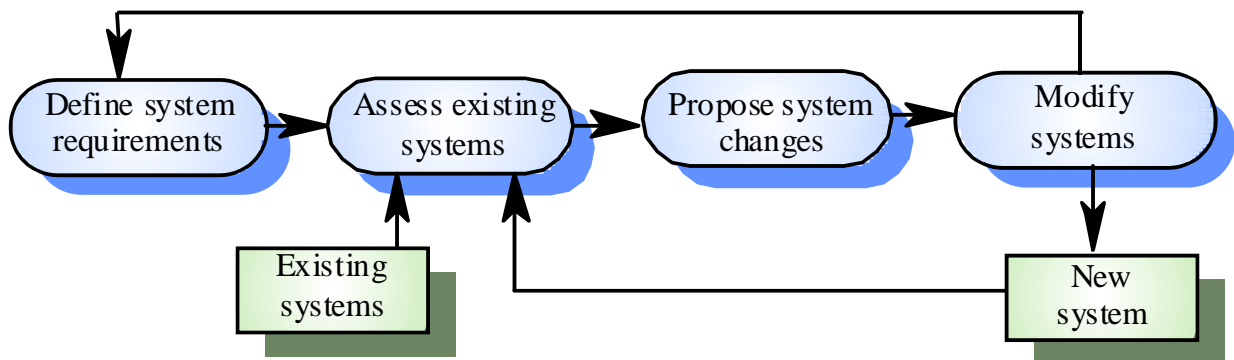 Define system
requirements
Assess existing
systems
Propose system
changes
Modify
systems
Existing
systems
New
system